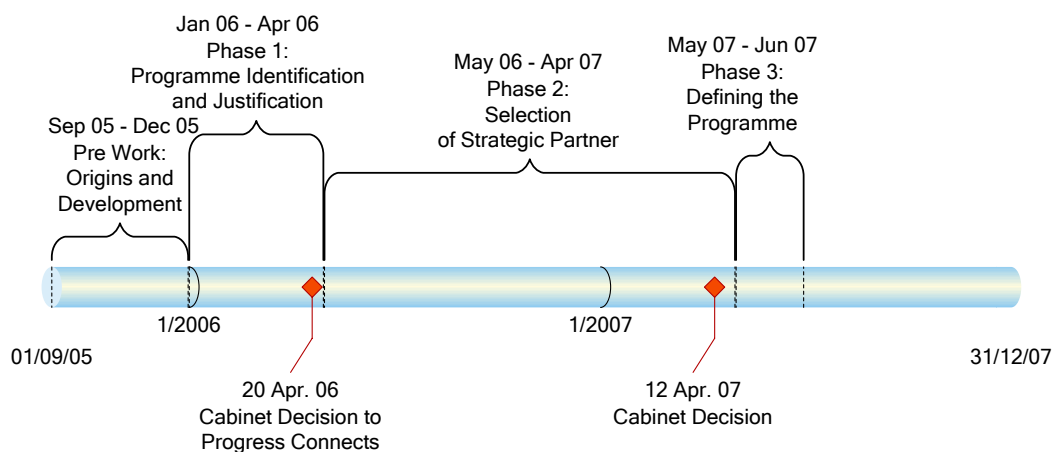 Jan 06 - Apr 06
Phase 1:
Programme Identification
and Justification
May 07 - Jun 07
Phase 3:
Defining the
Programme
May 06 - Apr 07
Phase 2:
Selection
of Strategic Partner
Sep 05 - Dec 05
Pre Work:
Origins and
Development
1/2006
1/2007
01/09/05
31/12/07
20 Apr. 06
Cabinet Decision to
Progress Connects
12 Apr. 07
Cabinet Decision